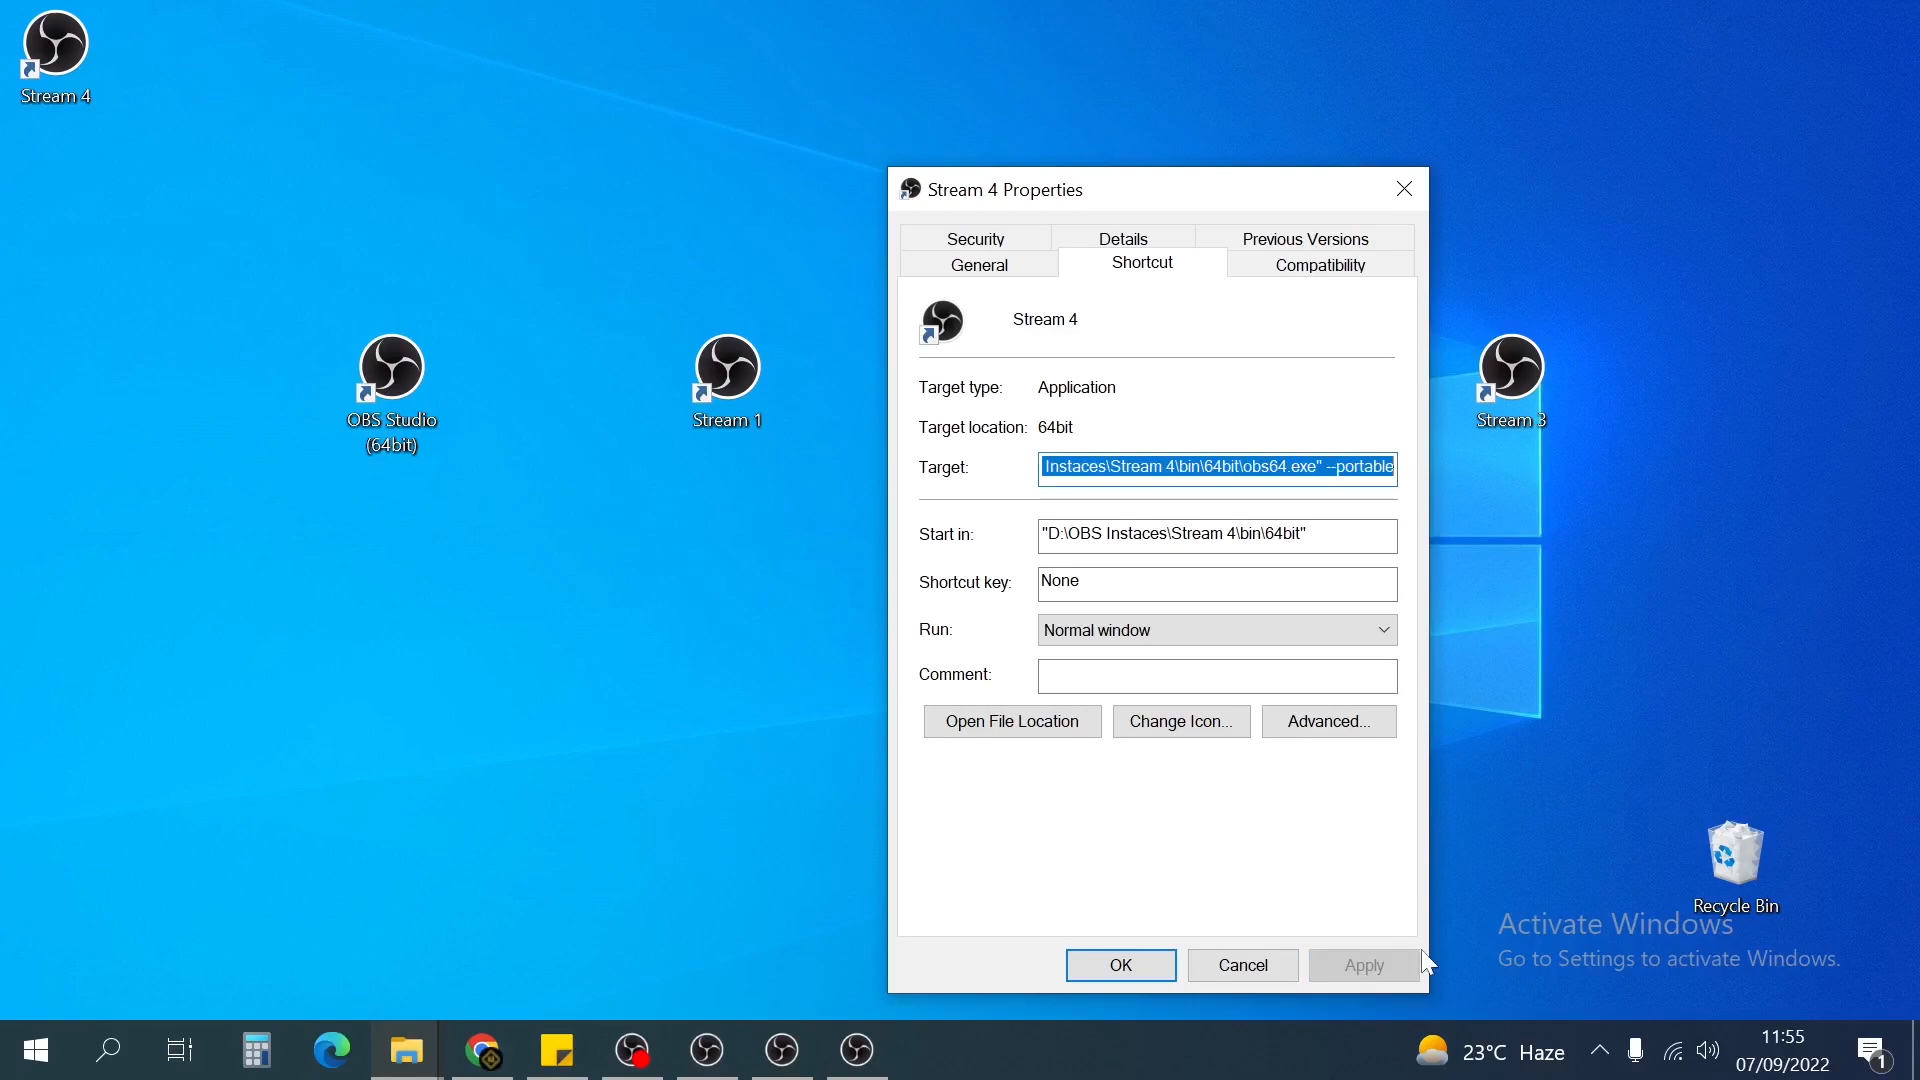 Stream 4
OBS Studio
(64bit)
Stream 1
Stream 3
Recycle Bin
Stream 4 Properties
Security Details Previous Versions
General Shortcut Compatibility
Stream 4
Target type: Application
Target location: 64bit
Target: Instaces\Stream 4\bin\64bit\obs64.exe" --portable
Start in: "D:\OBS Instaces\Stream 4\bin\64bit"
Shortcut key: None
Run: Normal window
Comment:
Open File Location Change Icon... Advanced...
OK Cancel Apply
Activate Windows
Go to Settings to activate Windows.
23°C Haze
11:55
07/09/2022
1